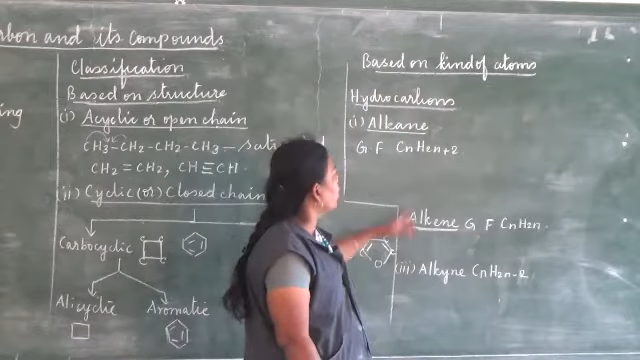 rbon and its compounds
ing
Classification
Based on structure
(i) Acyclic or open chain
CH3-CH2-CH2-CH3 – sat
CH2=CH2, CH≡CH.
(ii) Cyclic (or) Closed chain
Carbocyclic
Alicyclic
Aromatic
Based on kind of atoms
Hydrocarbons
(i) Alkane
G F CnH2n+2
Alkene G F CnH2n.
(iii) Alkyne CnH2n-2